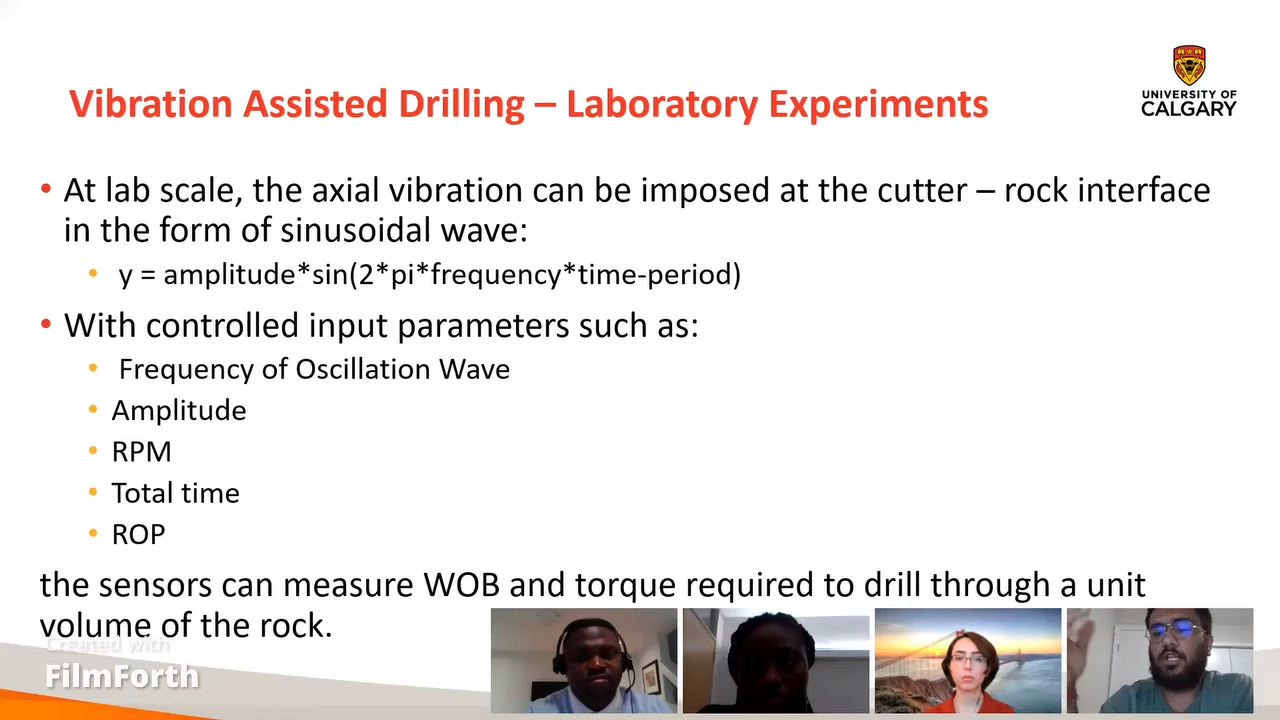 UNIVERSITY OF
CALGARY
Vibration Assisted Drilling – Laboratory Experiments
• At lab scale, the axial vibration can be imposed at the cutter – rock interface
in the form of sinusoidal wave:
• y = amplitude*sin(2*pi*frequency*time-period)
• With controlled input parameters such as:
• Frequency of Oscillation Wave
• Amplitude
• RPM
• Total time
• ROP
the sensors can measure WOB and torque required to drill through a unit
volume of the rock.
Created with
FilmForth